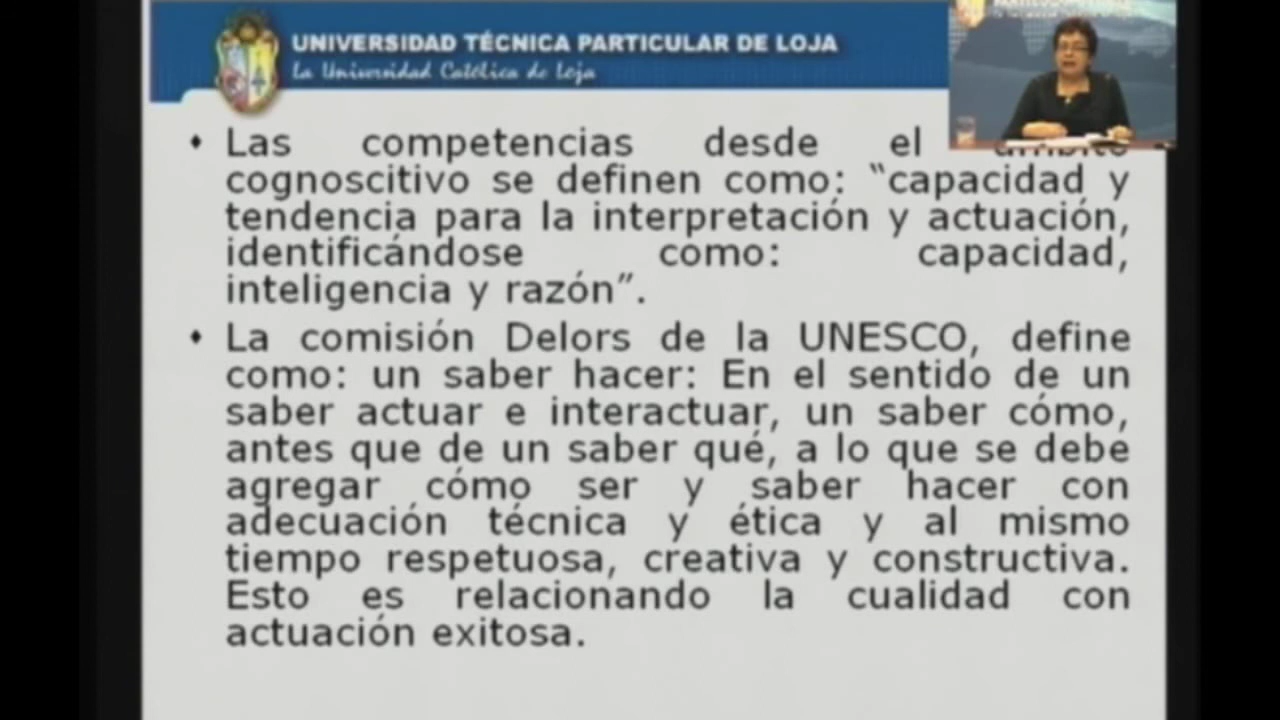 UNIVERSIDAD TÉCNICA PARTICULAR DE LOJA
La Universidad Católica de Loja
• Las competencias desde el
cognoscitivo se definen como: “capacidad y
tendencia para la interpretación y actuación,
identificándose como: capacidad,
inteligencia y razón”.
• La comisión Delors de la UNESCO, define
como: un saber hacer: En el sentido de un
saber actuar e interactuar, un saber cómo,
antes que de un saber qué, a lo que se debe
agregar cómo ser y saber hacer con
adecuación técnica y ética y al mismo
tiempo respetuosa, creativa y constructiva.
Esto es relacionando la cualidad con
actuación exitosa.